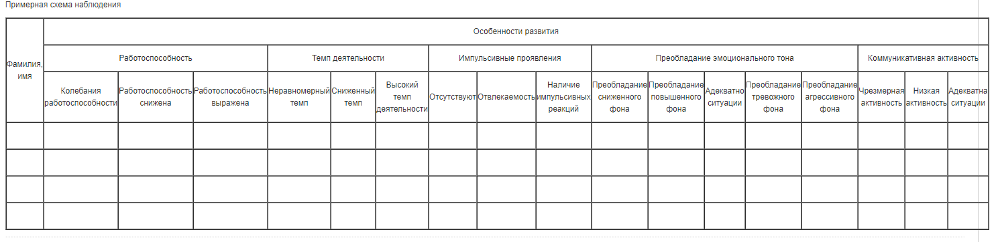 Примерная схема наблюдения
Фамилия,
имя
Особенности развития
Работоспособность
Темп деятельности
Импульсивные проявления
Преобладание эмоционального тона
Коммуникативная активность
Колебания
работоспособности
Работоспособность
снижена
Работоспособность
выражена
Неравномерный
темп
Сниженный
темп
Высокий
темп
деятельности
Отсутствуют
Отвлекаемость
Наличие
импульсивных
реакций
Преобладание
сниженного
фона
Преобладание
повышенного
фона
Адекватно
ситуации
Преобладание
тревожного
фона
Преобладание
агрессивного
фона
Чрезмерная
активность
Низкая
активность
Адекватна
ситуации